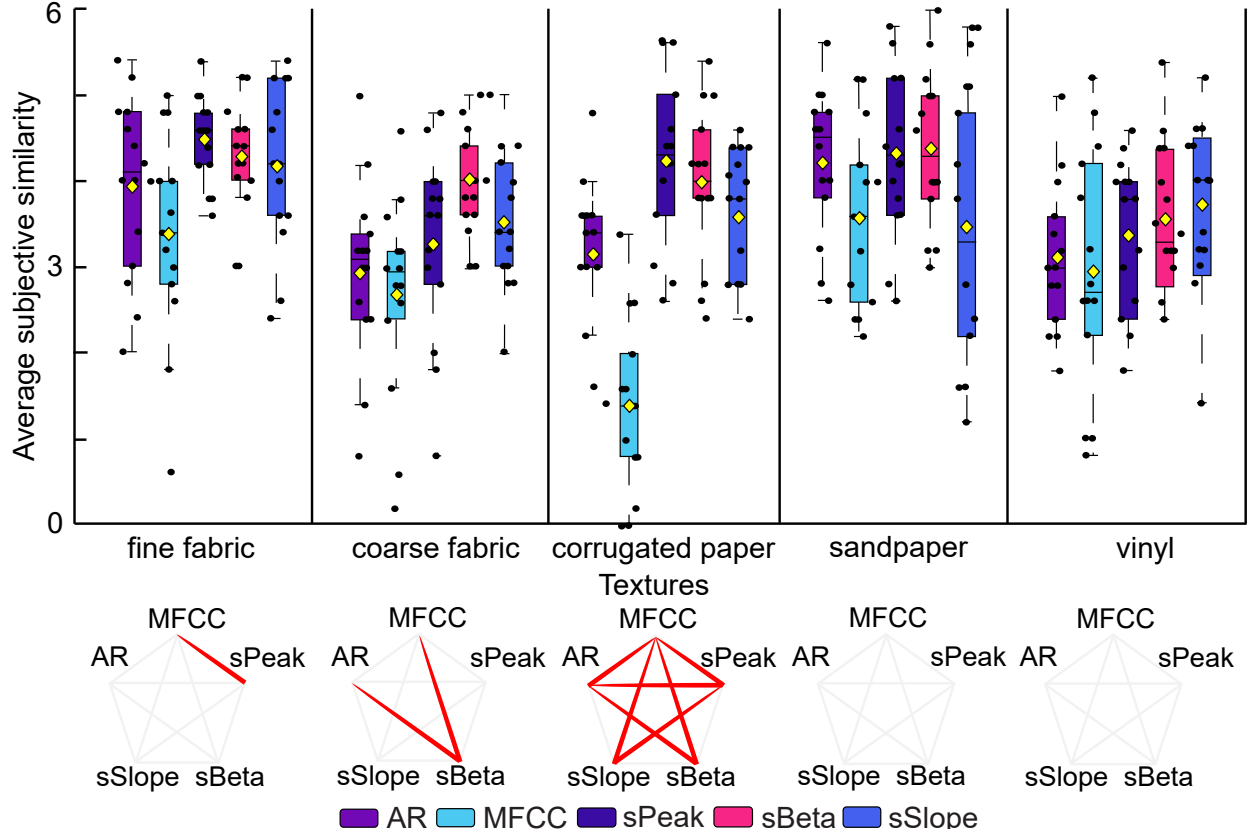 6
3
0
Average subjective similarity
fine fabric coarse fabric corrugated paper sandpaper vinyl
Textures
MFCC MFCC MFCC MFCC MFCC
AR sPeak AR sPeak AR sPeak AR sPeak AR sPeak
sSlope sBeta sSlope sBeta sSlope sBeta sSlope sBeta sSlope sBeta
AR MFCC sPeak sBeta sSlope